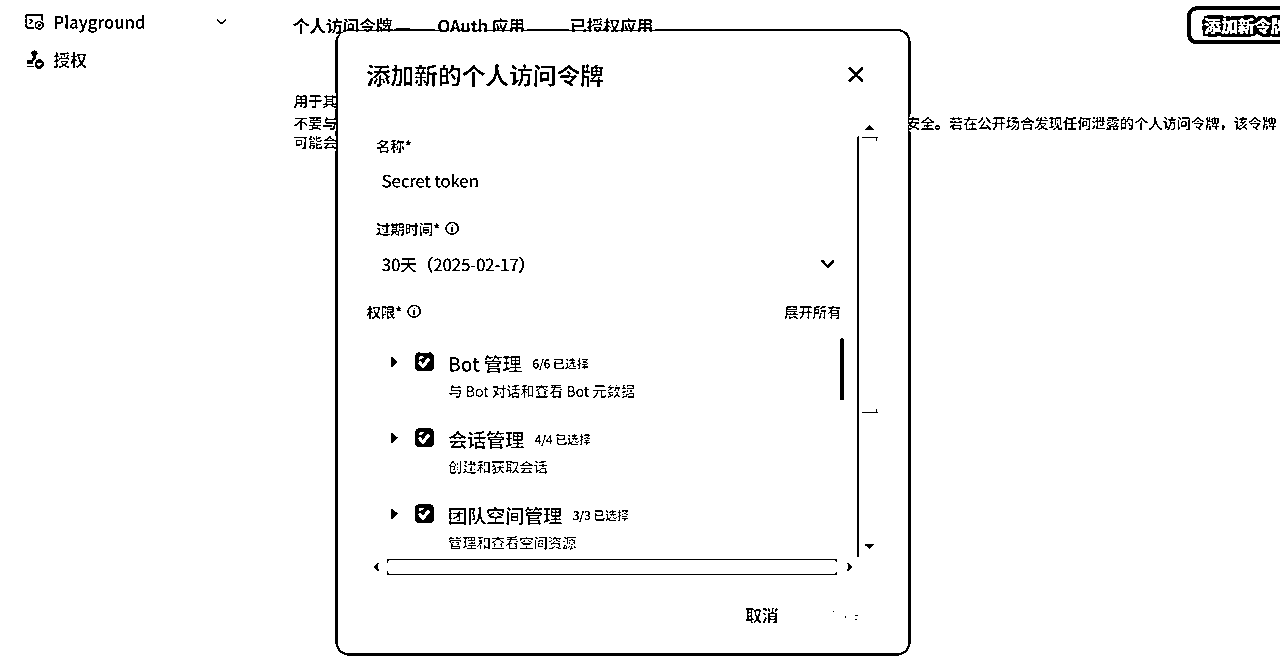 Playground
授权
个人访问令牌
OAuth 应用
已授权应用
添加新令牌
用于其
不要与
安全。若在公开场合发现任何泄露的个人访问令牌，该令牌
可能会
添加新的个人访问令牌
名称*
Secret token
过期时间*
30天（2025-02-17）
权限*
展开所有
Bot 管理 6/6 已选择
与 Bot 对话和查看 Bot 元数据
会话管理 4/4 已选择
创建和获取会话
团队空间管理 3/3 已选择
管理和查看空间资源
取消